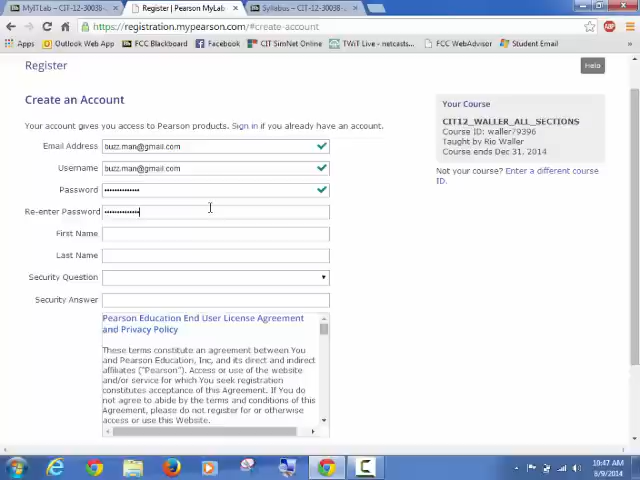 MyITLab – CIT-12-30038-
Register | Pearson MyLab
Syllabus – CIT-12-30038-
https://registration.mypearson.com/#create-account
Apps
Outlook Web App
FCC Blackboard
Facebook
CIT SimNet Online
TWiT Live - netcasts...
FCC WebAdvisor
Student Email
Register
Help
Create an Account
Your account gives you access to Pearson products. Sign in if you already have an account.
Email Address
buzz.man@gmail.com
Username
buzz.man@gmail.com
Password
Re-enter Password
First Name
Last Name
Security Question
Security Answer
Pearson Education End User License Agreement
and Privacy Policy
These terms constitute an agreement between You
and Pearson Education, Inc, and its direct and indirect
affiliates ("Pearson"). Access or use of the website
and/or service for which You seek registration
constitutes acceptance of this Agreement. If You do
not agree to abide by the terms and conditions of this
Agreement, please do not register for or otherwise
access or use this Website.
Your Course
CIT12_WALLER_ALL_SECTIONS
Course ID: waller79396
Taught by Rio Waller
Course ends Dec 31, 2014
Not your course? Enter a different course
ID.
10:47 AM
8/9/2014